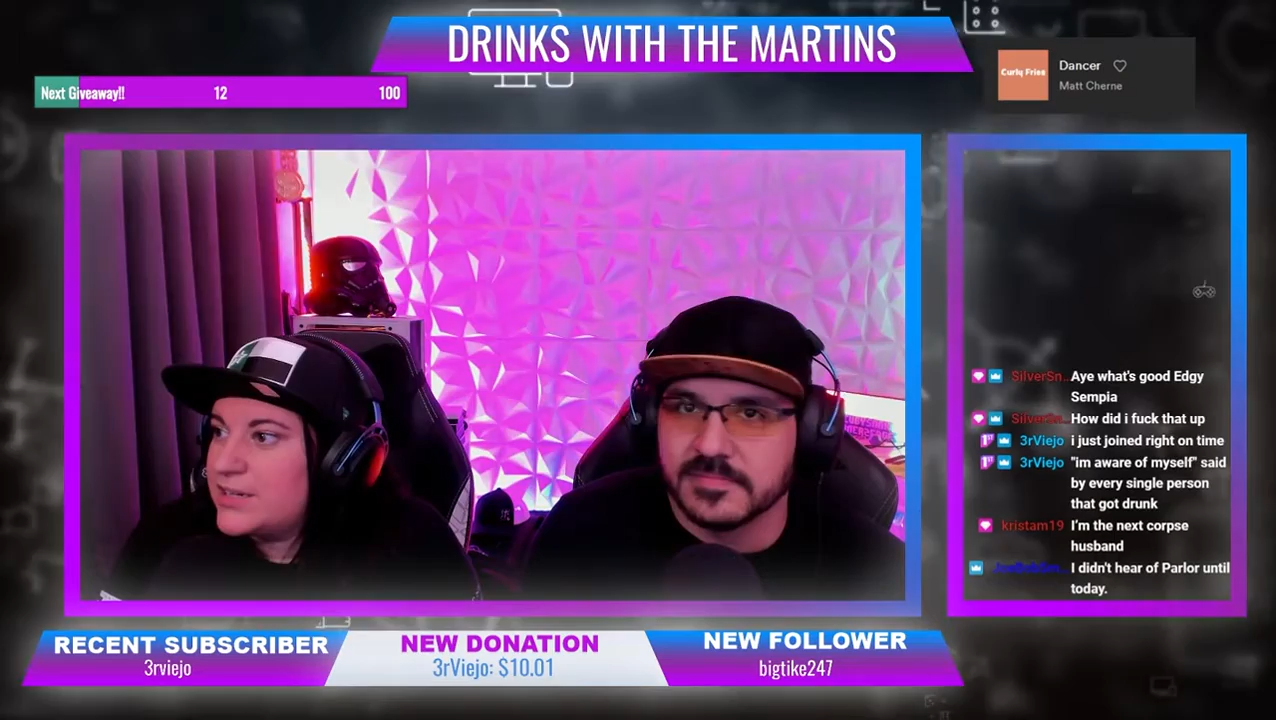 DRINKS WITH THE MARTINS
Next Giveaway!! 12 100
Curly Fries
Dancer
Matt Cherne
SilverSn.. Aye what's good Edgy
Sempia
SilverSn.. How did i fuck that up
3rViejo i just joined right on time
3rViejo "im aware of myself" said
by every single person
that got drunk
kristam19 I'm the next corpse
husband
I didn't hear of Parlor until
today.
RECENT SUBSCRIBER
3rviejo
NEW DONATION
3rViejo: $10.01
NEW FOLLOWER
bigtike247